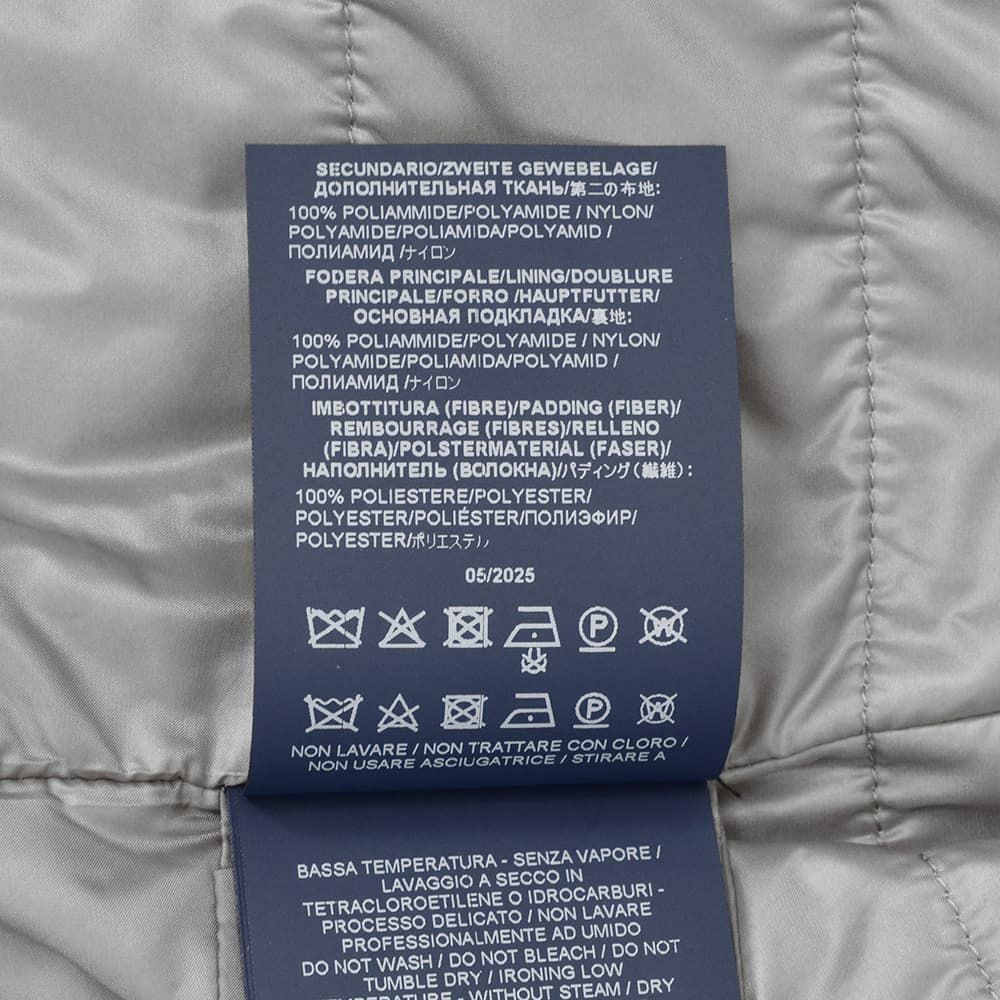 SECUNDARIO/ZWEITE GEWEBELAGE/
ДОПОЛНИТЕЛЬНАЯ ТКАНЬ/第二の布地:
100% POLIAMMIDE/POLYAMIDE / NYLON/
POLYAMIDE/POLIAMIDA/POLYAMID /
ПОЛИАМИД /ナイロン
FODERA PRINCIPALE/LINING/DOUBLURE
PRINCIPALE/FORRO /HAUPTFUTTER/
ОСНОВНАЯ ПОДКЛАДКА/裏地:
100% POLIAMMIDE/POLYAMIDE / NYLON/
POLYAMIDE/POLIAMIDA/POLYAMID /
ПОЛИАМИД /ナイロン
IMBOTTITURA (FIBRE)/PADDING (FIBER)/
REMBOURRAGE (FIBRES)/RELLENO
(FIBRA)/POLSTERMATERIAL (FASER)/
НАПОЛНИТЕЛЬ (ВОЛОКНА)/パディング(繊維):
100% POLIESTERE/POLYESTER/
POLYESTER/POLIÉSTER/ПОЛИЭФИР/
POLYESTER/ポリエステル
05/2025
P W
P W
NON LAVARE / NON TRATTARE CON CLORO /
NON USARE ASCIUGATRICE / STIRARE A
BASSA TEMPERATURA - SENZA VAPORE /
LAVAGGIO A SECCO IN
TETRACLOROETILENE O IDROCARBURI -
PROCESSO DELICATO / NON LAVARE
PROFESSIONALMENTE AD UMIDO
DO NOT WASH / DO NOT BLEACH / DO NOT
TUMBLE DRY / IRONING LOW
TEMPERATURE - WITHOUT STEAM / DRY